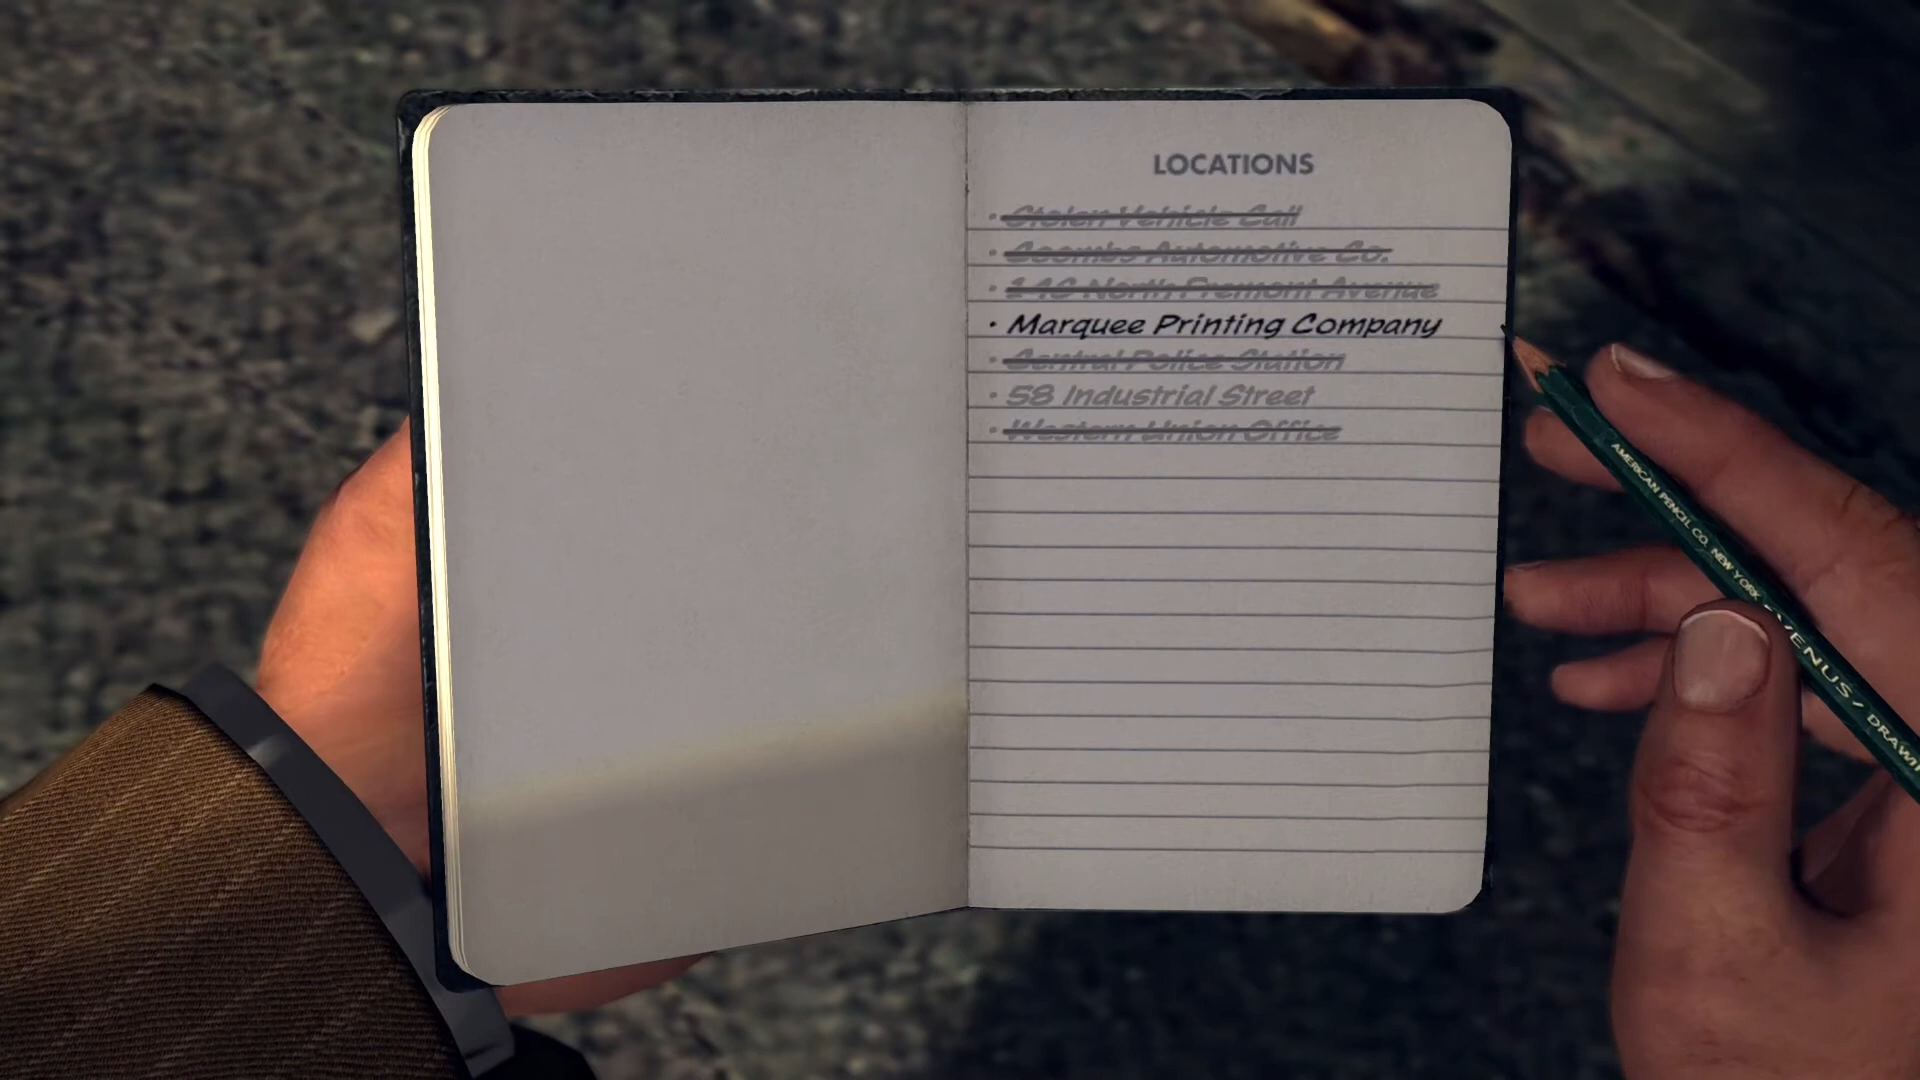 LOCATIONS
· Stolen Vehicle Call
· Coombs Automotive Co.
· 146 North Fremont Avenue
· Marquee Printing Company
· Central Police Station
· 58 Industrial Street
· Western Union Office
AMERICAN PENCIL CO. NEW YORK VENUS / DRAWI